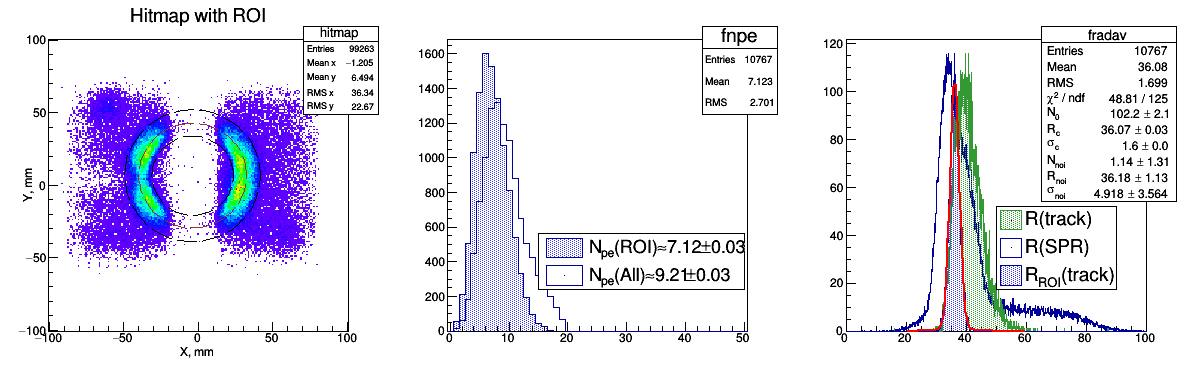 Hitmap with ROI
hitmap
Entries 99263
Mean x −1.205
Mean y 6.494
RMS x 36.34
RMS y 22.67
100
50
0
−50
−100
Y, mm
−100 −50 0 50 100
X, mm
fnpe
Entries 10767
Mean 7.123
RMS 2.701
1600
1400
1200
1000
800
600
400
200
0
Npe(ROI)≈7.12±0.03
Npe(All)≈9.21±0.03
0 10 20 30 40 50
fradav
Entries 10767
Mean 36.08
RMS 1.699
χ² / ndf 48.81 / 125
N0 102.2 ± 2.1
Rc 36.07 ± 0.03
σc 1.6 ± 0.0
Nnoi 1.14 ± 1.31
Rnoi 36.18 ± 1.13
σnoi 4.918 ± 3.564
120
100
80
60
40
20
0
R(track)
R(SPR)
RROI(track)
0 20 40 60 80 100